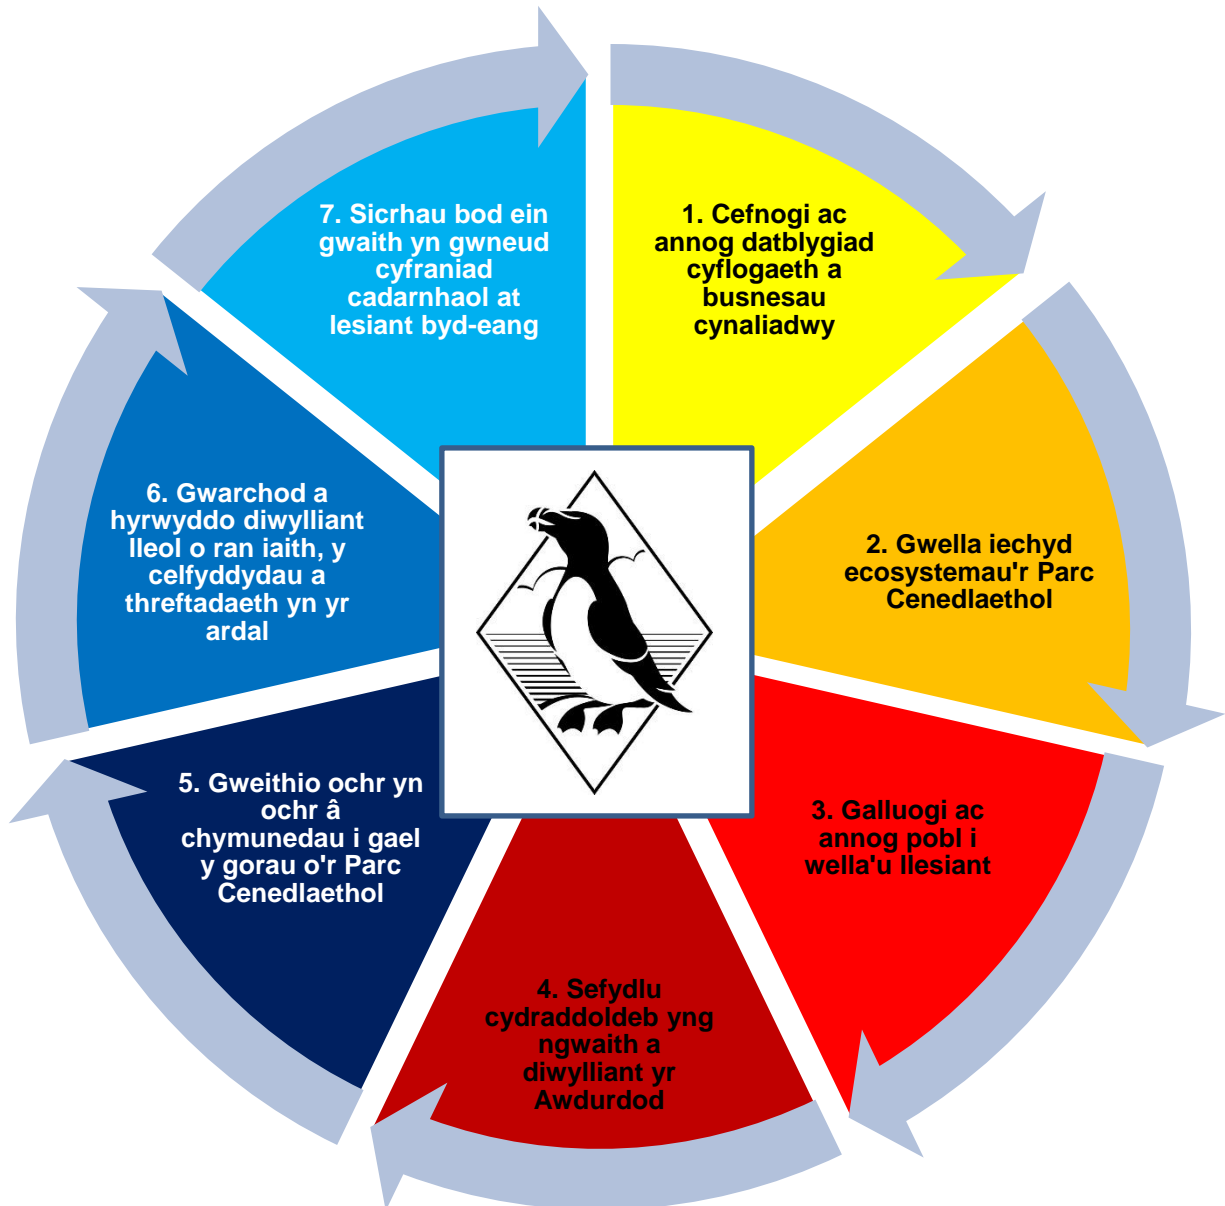 1. Cefnogi ac
annog datblygiad
cyflogaeth a
busnesau
cynaliadwy
2. Gwella iechyd
ecosystemau'r Parc
Cenedlaethol
3. Galluogi ac
annog pobl i
wella'u llesiant
4. Sefydlu
cydraddoldeb yng
ngwaith a
diwylliant yr
Awdurdod
5. Gweithio ochr yn
ochr â
chymunedau i gael
y gorau o'r Parc
Cenedlaethol
6. Gwarchod a
hyrwyddo diwylliant
lleol o ran iaith, y
celfyddydau a
threftadaeth yn yr
ardal
7. Sicrhau bod ein
gwaith yn gwneud
cyfraniad
cadarnhaol at
lesiant byd-eang